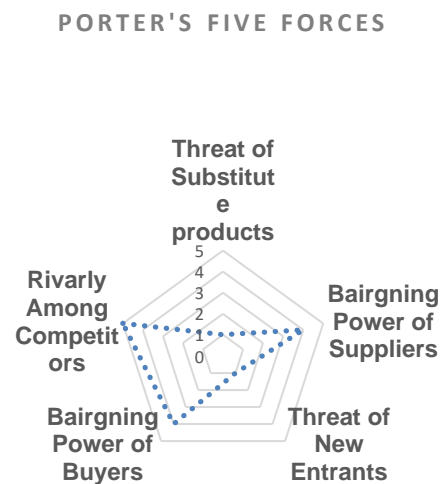 PORTER'S FIVE FORCES
Threat of
Substitut
e
products
5
4
3
2
1
0
Bairgning
Power of
Suppliers
Threat of
New
Entrants
Bairgning
Power of
Buyers
Rivarly
Among
Competit
ors